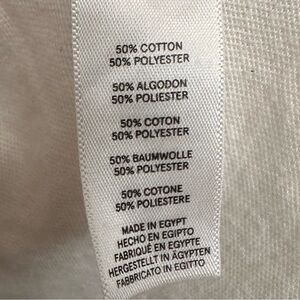 50% COTTON
50% POLYESTER
50% ALGODON
50% POLIESTER
50% COTON
50% POLYESTER
50% BAUMWOLLE
50% POLYESTER
50% COTONE
50% POLIESTERE
MADE IN EGYPT
HECHO EN EGIPTO
FABRIQUÉ EN EGYPTE
HERGESTELLT IN ÄGYPTEN
FABBRICATO IN EGITTO